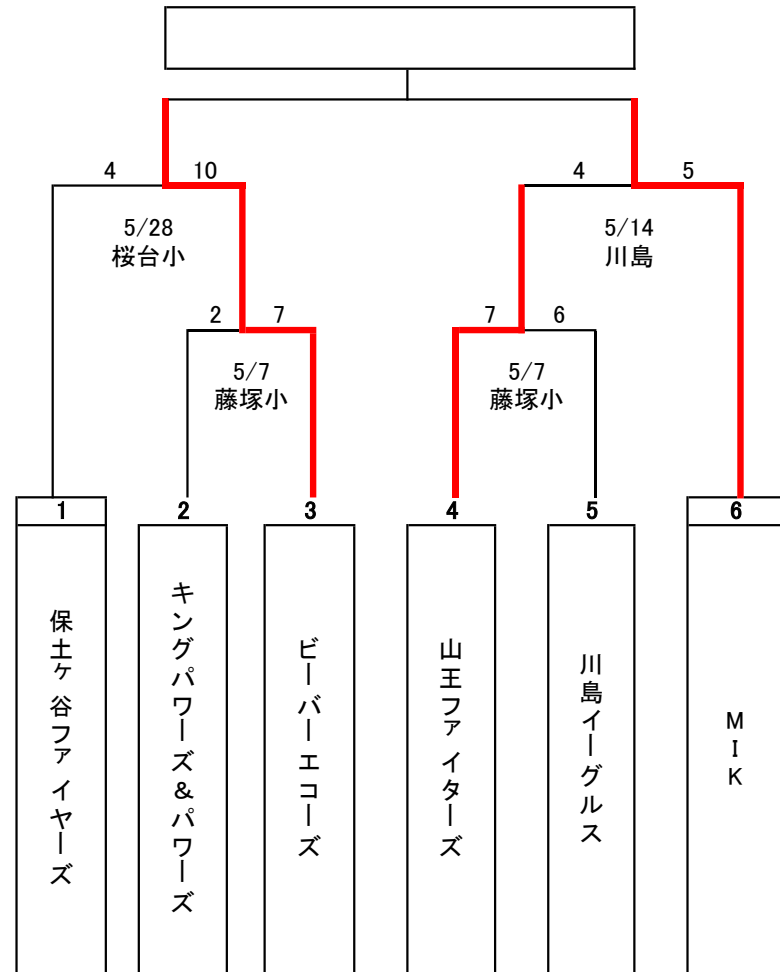 4
10
4
5
5/28
桜台小
5/14
川島
2
7
7
6
5/7
藤塚小
5/7
藤塚小
1
2
3
4
5
6
保土ヶ谷ファイヤーズ
キングパワーズ&パワーズ
ビーバーエコーズ
山王ファイターズ
川島イーグルス
MIK